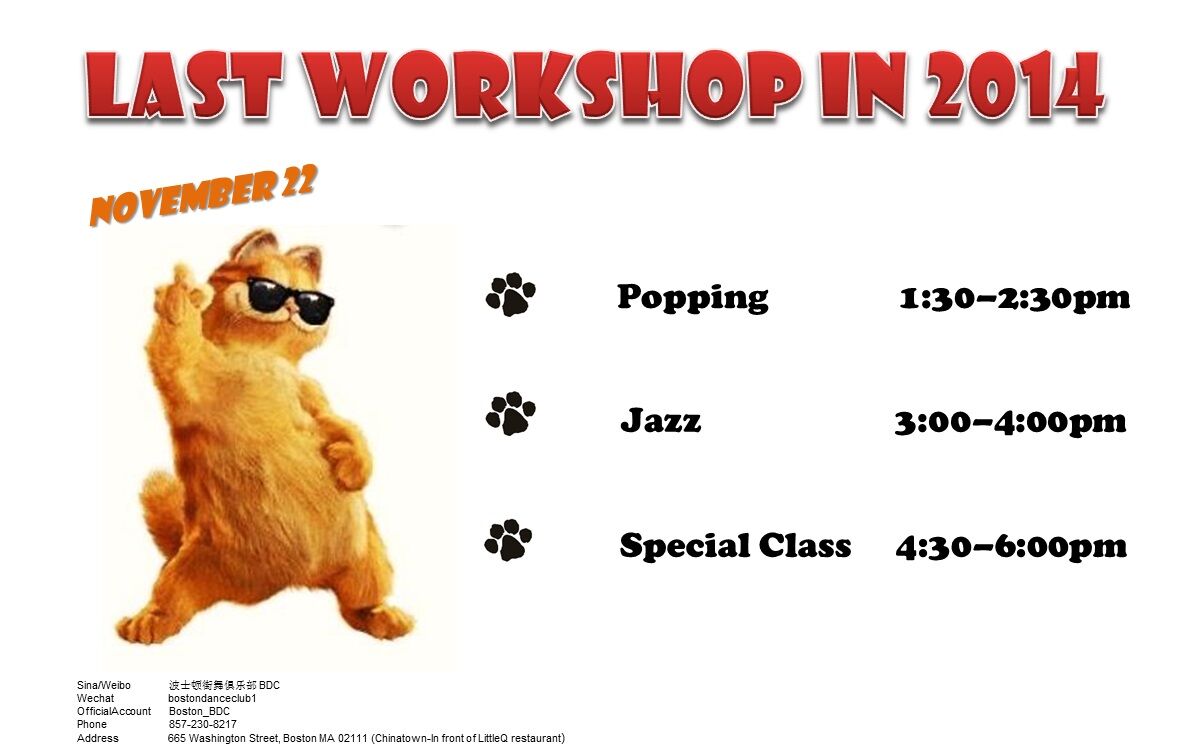 LAST WORKSHOP IN 2014
NOVEMBER 22
Popping 1:30–2:30pm
Jazz 3:00–4:00pm
Special Class 4:30–6:00pm
Sina/Weibo 波士顿街舞俱乐部 BDC
Wechat bostondanceclub1
OfficialAccount Boston_BDC
Phone 857-230-8217
Address 665 Washington Street, Boston MA 02111 (Chinatown-In front of LittleQ restaurant)